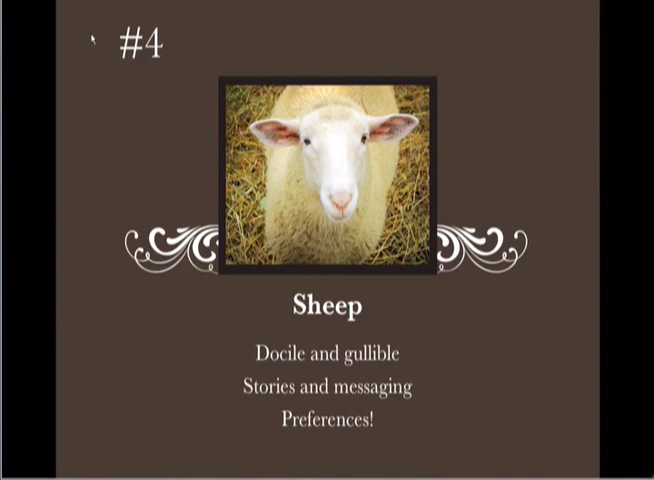 #4
Sheep
Docile and gullible
Stories and messaging
Preferences!